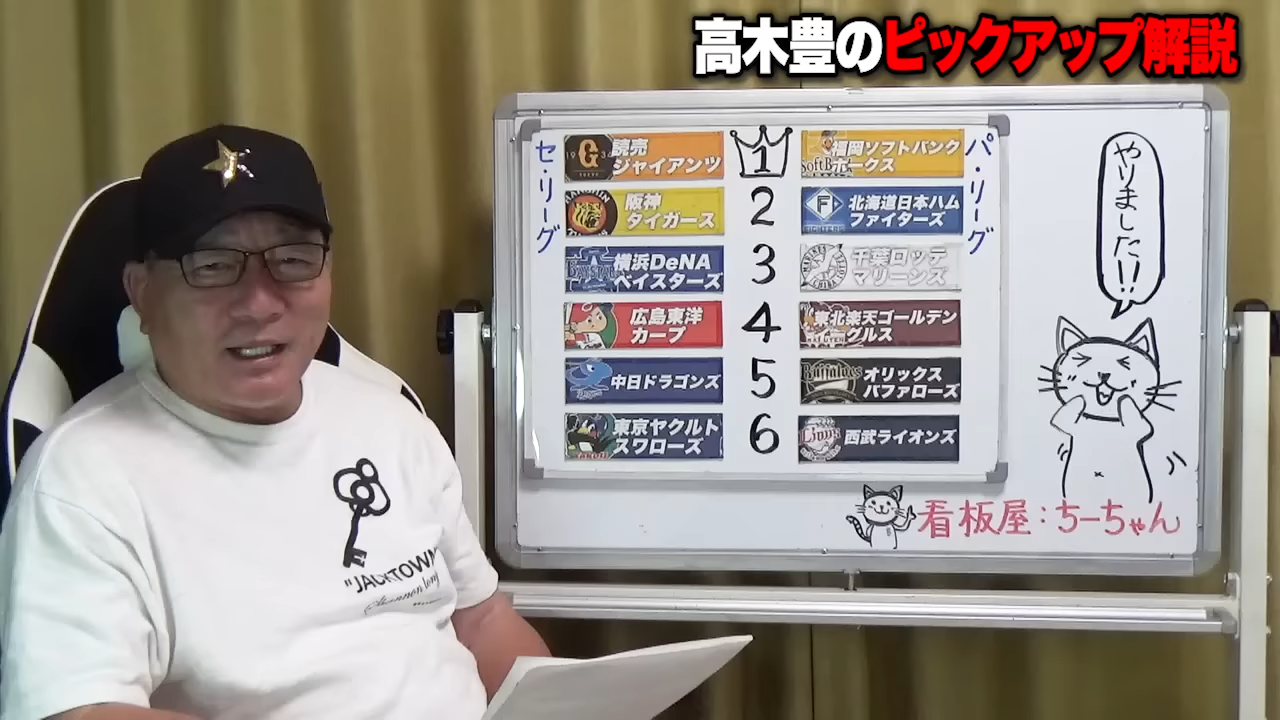 高木豊のピックアップ解説
セ・リーグ
パ・リーグ
読売
ジャイアンツ
1
福岡ソフトバンク
ホークス
阪神
タイガース
2
北海道日本ハム
ファイターズ
横浜DeNA
ベイスターズ
3
千葉ロッテ
マリーンズ
広島東洋
カープ
4
東北楽天ゴールデン
イーグルス
中日ドラゴンズ
5
オリックス
バファローズ
東京ヤクルト
スワローズ
6
西武ライオンズ
やりました!!
看板屋:ちーちゃん
"JACKTOWN